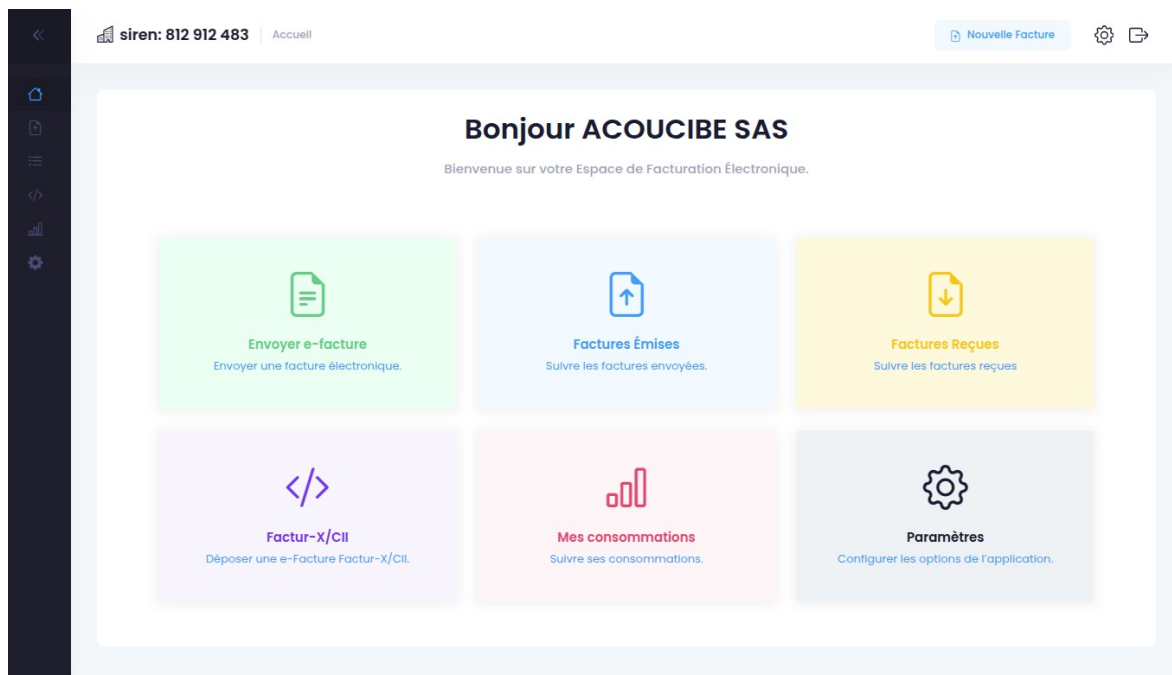 siren: 812 912 483
Accueil
Nouvelle Facture
Bonjour ACOUCIBE SAS
Bienvenue sur votre Espace de Facturation Électronique.
Envoyer e-facture
Envoyer une facture électronique.
Factures Émises
Suivre les factures envoyées.
Factures Reçues
Suivre les factures reçues
Factur-X/CII
Déposer une e-Facture Factur-X/CII.
Mes consommations
Suivre ses consommations.
Paramètres
Configurer les options de l'application.